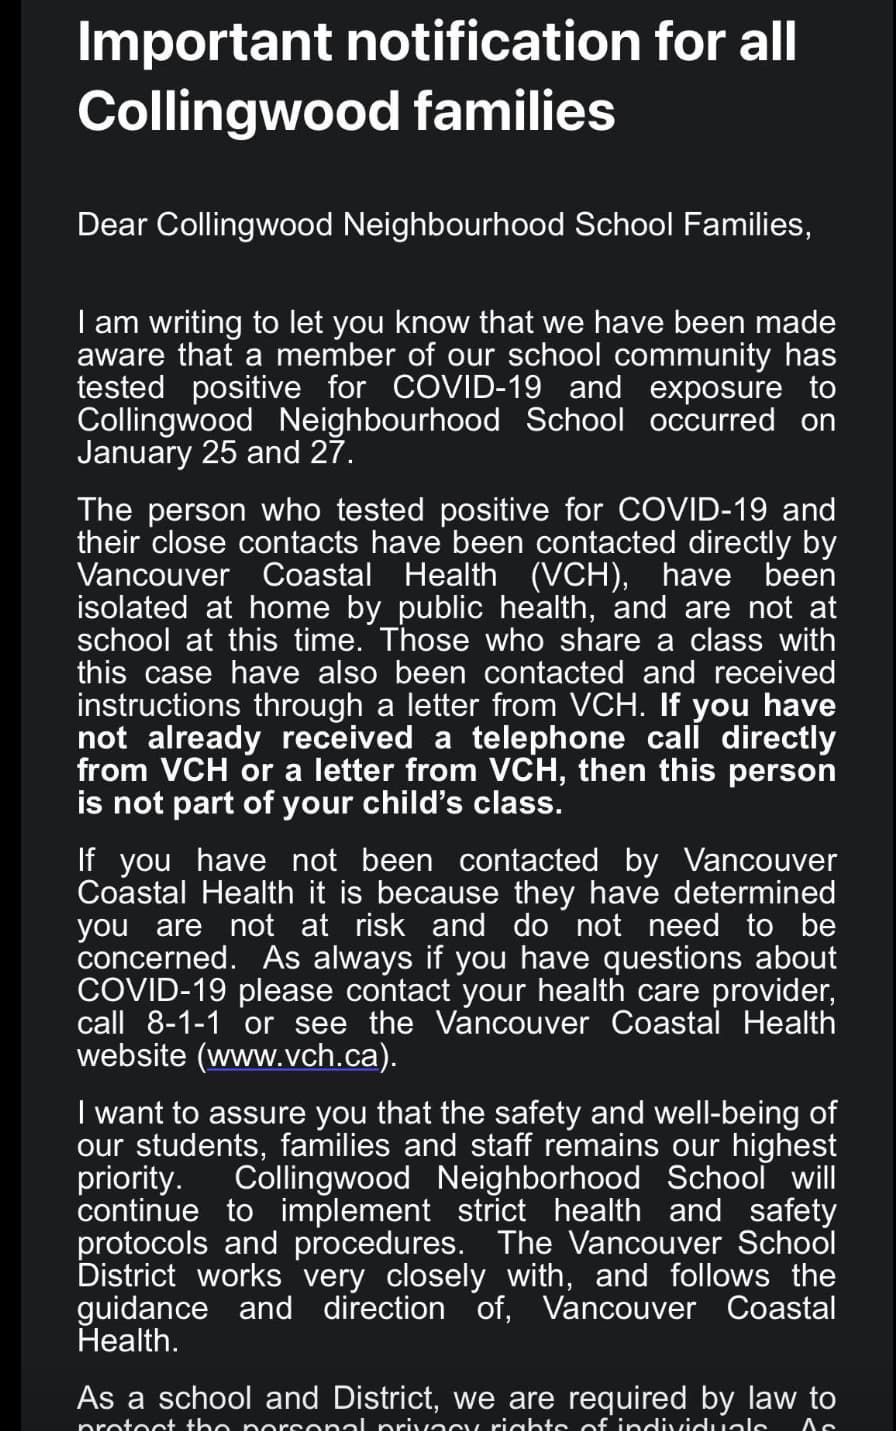 Important notification for all
Collingwood families
Dear Collingwood Neighbourhood School Families,
I am writing to let you know that we have been made
aware that a member of our school community has
tested positive for COVID-19 and exposure to
Collingwood Neighbourhood School occurred on
January 25 and 27.
The person who tested positive for COVID-19 and
their close contacts have been contacted directly by
Vancouver Coastal Health (VCH), have been
isolated at home by public health, and are not at
school at this time. Those who share a class with
this case have also been contacted and received
instructions through a letter from VCH. If you have
not already received a telephone call directly
from VCH or a letter from VCH, then this person
is not part of your child’s class.
If you have not been contacted by Vancouver
Coastal Health it is because they have determined
you are not at risk and do not need to be
concerned. As always if you have questions about
COVID-19 please contact your health care provider,
call 8-1-1 or see the Vancouver Coastal Health
website (www.vch.ca).
I want to assure you that the safety and well-being of
our students, families and staff remains our highest
priority. Collingwood Neighborhood School will
continue to implement strict health and safety
protocols and procedures. The Vancouver School
District works very closely with, and follows the
guidance and direction of, Vancouver Coastal
Health.
As a school and District, we are required by law to
protect the personal privacy rights of individuals. As